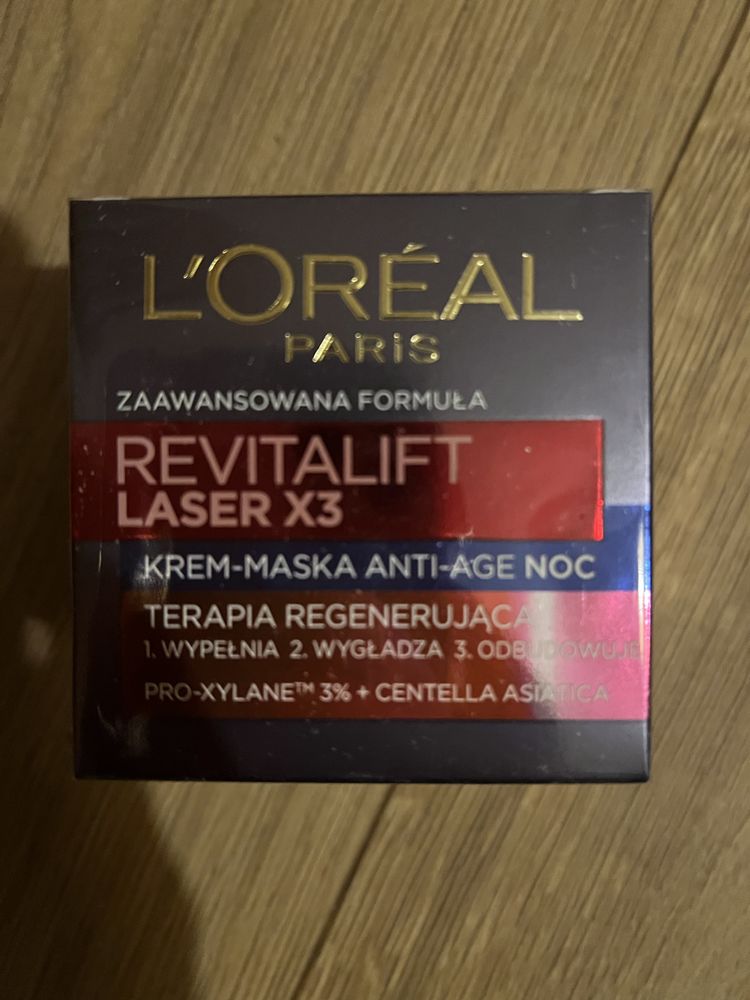 L'ORÉAL
PARIS
ZAAWANSOWANA FORMUŁA
REVITALIFT
LASER X3
KREM-MASKA ANTI-AGE NOC
TERAPIA REGENERUJĄCA
1. WYPEŁNIA 2. WYGŁADZA 3. ODBUDOWUJE
PRO-XYLANE™ 3% + CENTELLA ASIATICA